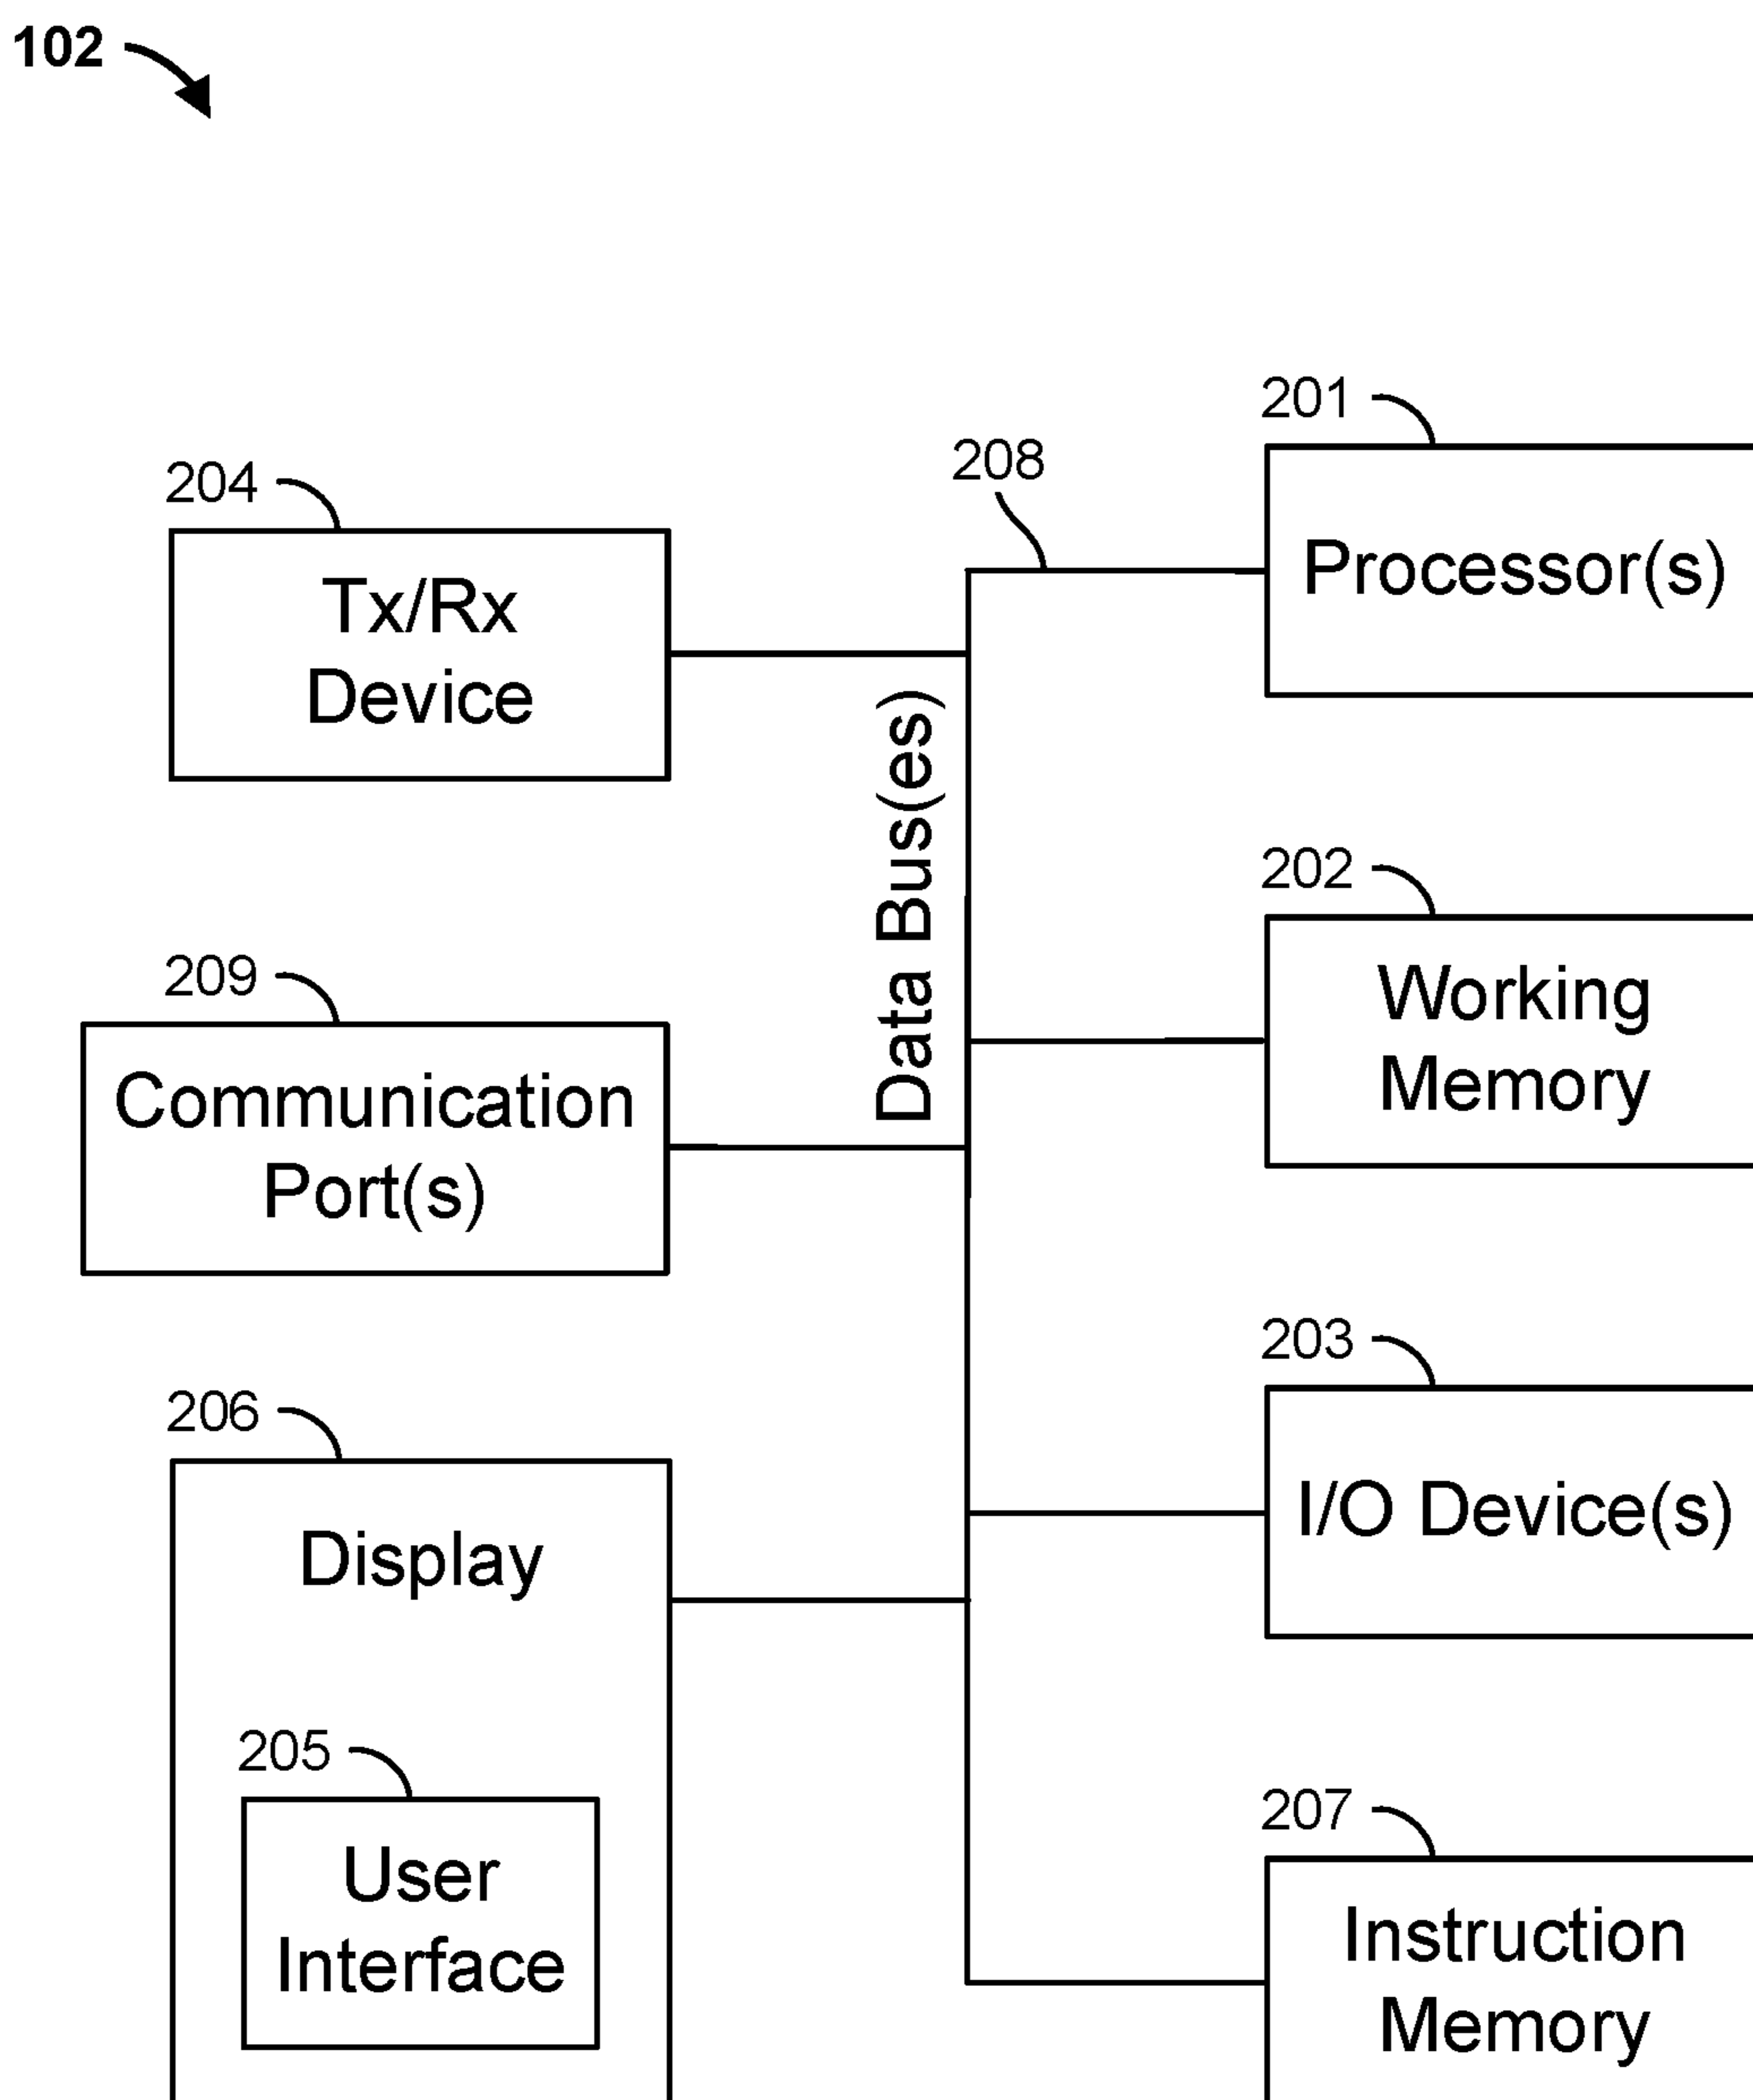 102
201
208
204
Processor(s)
Tx/Rx
Device
Data Bus(es)
202
209
Working
Memory
Communication
Port(s)
203
206
I/O Device(s)
Display
205
207
User
Interface
Instruction
Memory